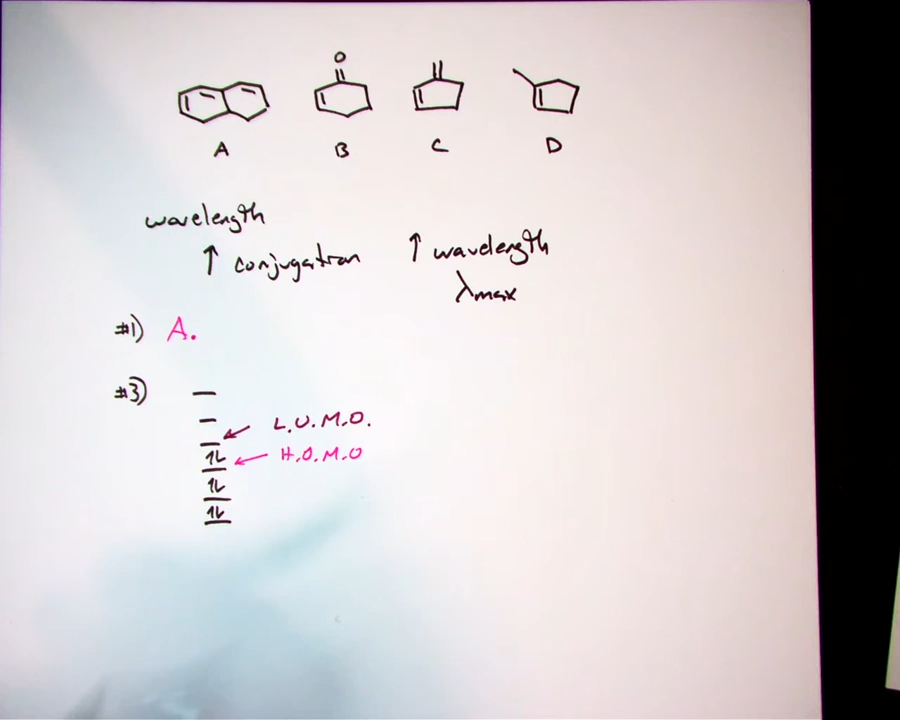 O
A B C D
wavelength
↑ conjugation ↑ wavelength
λmax
#1) A.
#3)
L.U.M.O.
H.O.M.O